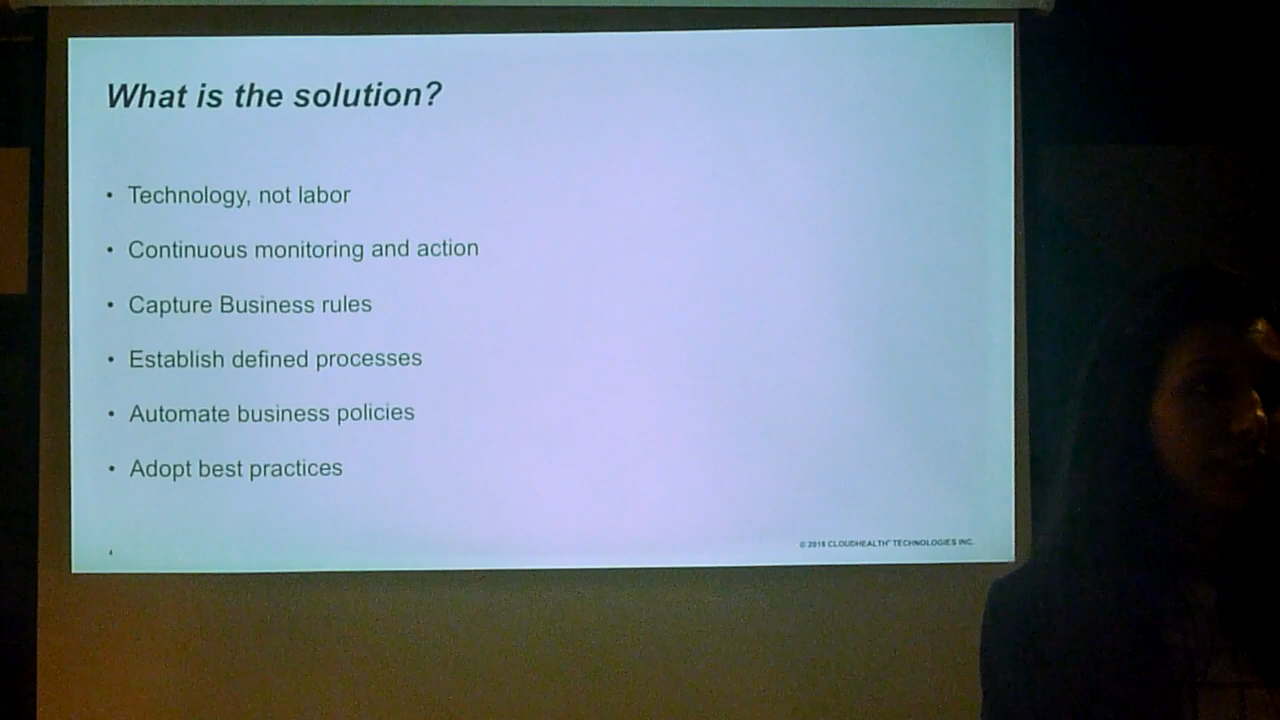 What is the solution?
• Technology, not labor
• Continuous monitoring and action
• Capture Business rules
• Establish defined processes
• Automate business policies
• Adopt best practices
4
© 2018 CLOUDHEALTH® TECHNOLOGIES INC.